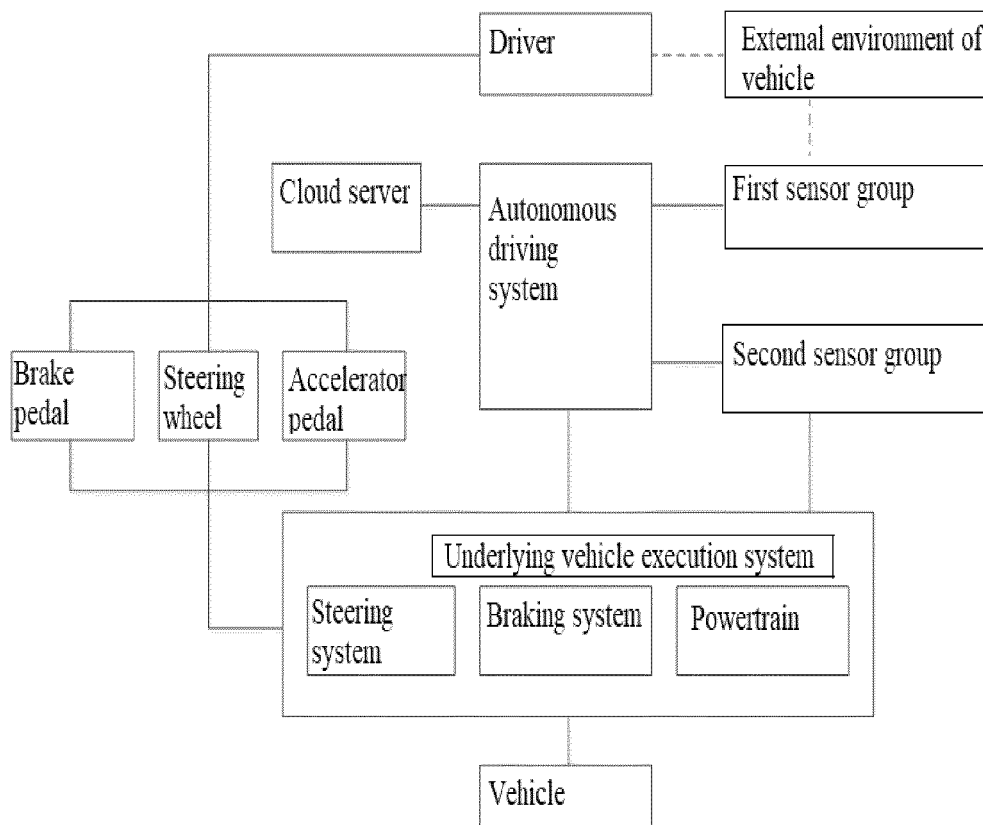 Driver
External environment of
vehicle
Cloud server
Autonomous
driving
system
First sensor group
Second sensor group
Brake
pedal
Steering
wheel
Accelerator
pedal
Underlying vehicle execution system
Steering
system
Braking system
Powertrain
Vehicle